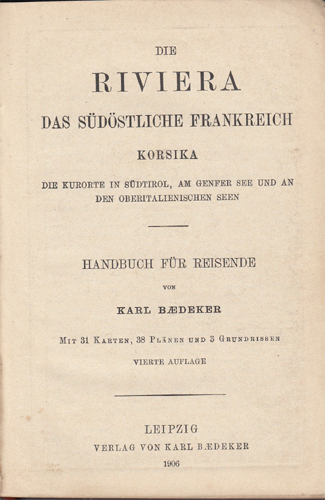 DIE
RIVIERA
DAS SÜDÖSTLICHE FRANKREICH
KORSIKA
DIE KURORTE IN SÜDTIROL, AM GENFER SEE UND AN
DEN OBERITALIENISCHEN SEEN
HANDBUCH FÜR REISENDE
VON
KARL BÆDEKER
MIT 31 KARTEN, 38 PLÄNEN UND 3 GRUNDRISSEN
VIERTE AUFLAGE
LEIPZIG
VERLAG VON KARL BÆDEKER
1906